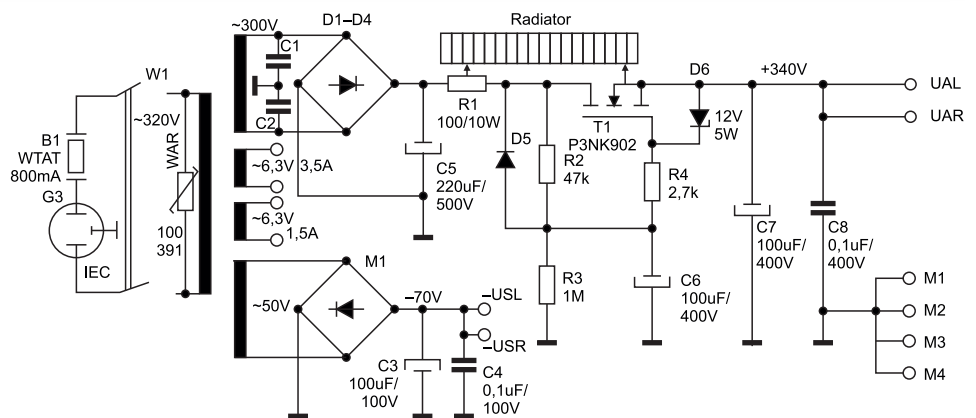 ~300V
D1–D4
Radiator
C1
W1
C2
~320V
WAR
B1
WTAT
800mA
G3
IEC
100
391
R1
100/10W
T1
P3NK902
D6
12V
5W
+340V
UAL
UAR
D5
R2
47k
R4
2,7k
~6,3V 3,5A
~6,3V
1,5A
C5
220uF/
500V
R3
1M
C6
100uF/
400V
C7
100uF/
400V
C8
0,1uF/
400V
M1
M2
M3
M4
~50V
M1
–70V
–USL
–USR
C3
100uF/
100V
C4
0,1uF/
100V